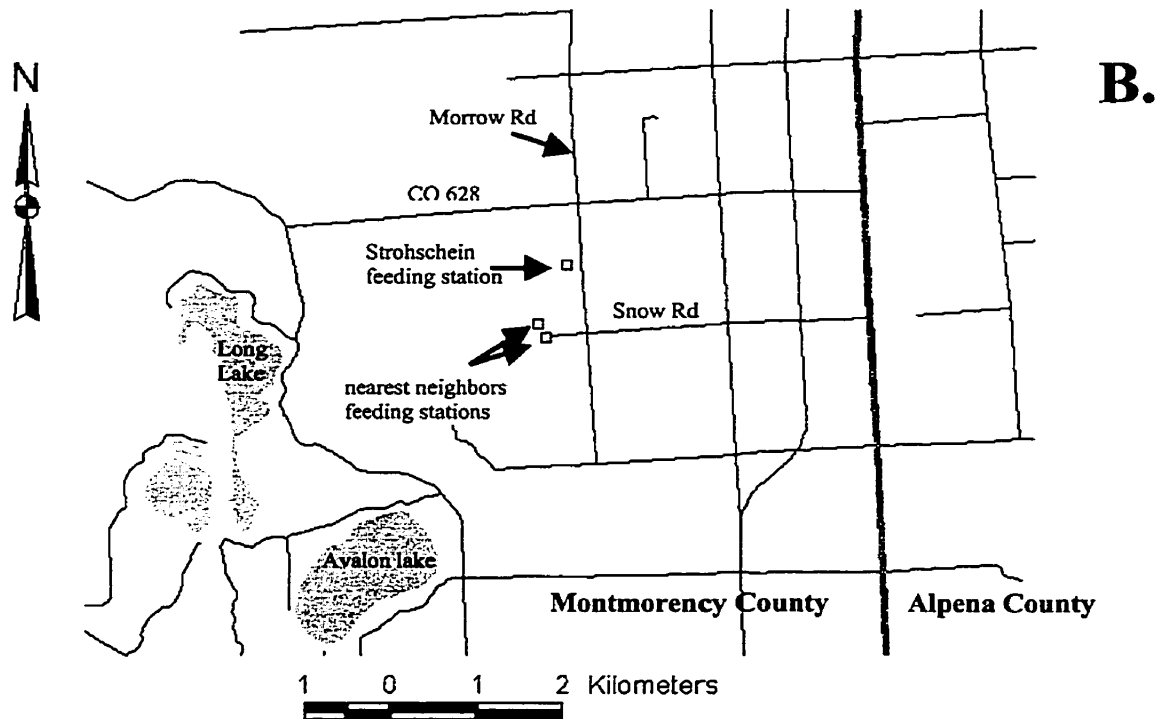 N
B.
Morrow Rd
CO 628
Strohschein
feeding station
Snow Rd
Long
Lake
nearest neighbors
feeding stations
Avalon lake
Montmorency County
Alpena County
1 0 1 2 Kilometers